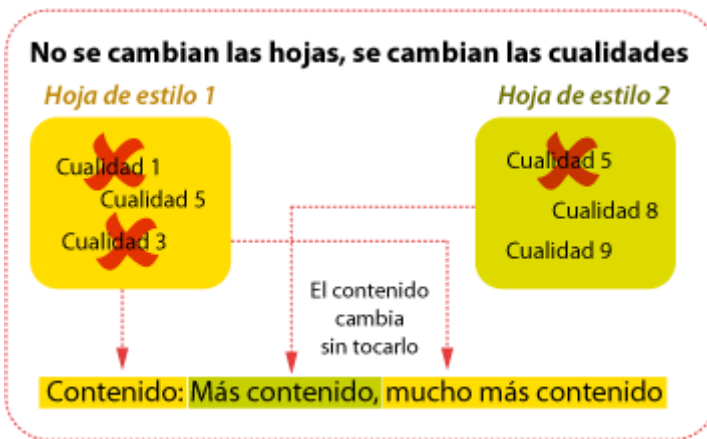 No se cambian las hojas, se cambian las cualidades
Hoja de estilo 1
Hoja de estilo 2
Cualidad 1
Cualidad 5
Cualidad 3
Cualidad 5
Cualidad 8
Cualidad 9
El contenido
cambia
sin tocarlo
Contenido: Más contenido, mucho más contenido